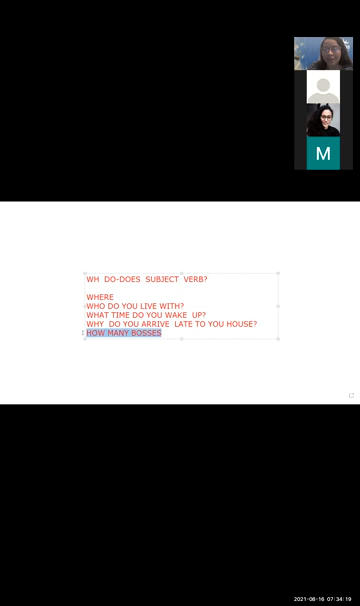 M
WH DO-DOES SUBJECT VERB?
WHERE
WHO DO YOU LIVE WITH?
WHAT TIME DO YOU WAKE UP?
WHY DO YOU ARRIVE LATE TO YOU HOUSE?
HOW MANY BOSSES
2021-06-16 07:34:19